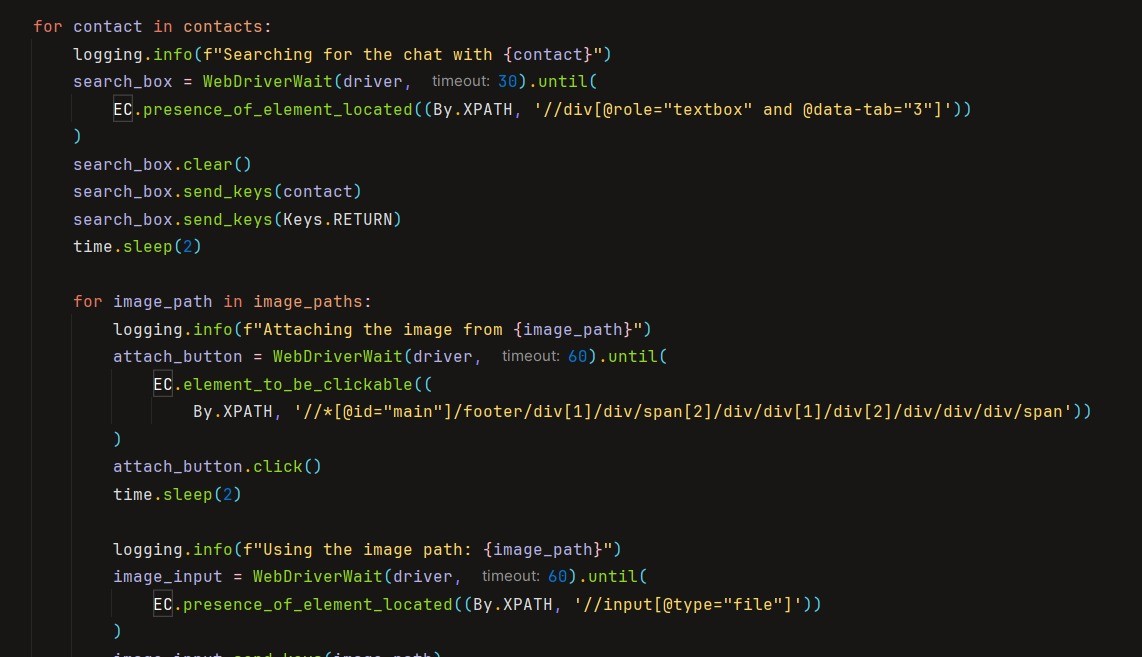 for contact in contacts:
    logging.info(f"Searching for the chat with {contact}")
    search_box = WebDriverWait(driver, timeout: 30).until(
        EC.presence_of_element_located((By.XPATH, '//div[@role="textbox" and @data-tab="3"]'))
    )
    search_box.clear()
    search_box.send_keys(contact)
    search_box.send_keys(Keys.RETURN)
    time.sleep(2)

    for image_path in image_paths:
        logging.info(f"Attaching the image from {image_path}")
        attach_button = WebDriverWait(driver, timeout: 60).until(
            EC.element_to_be_clickable((
                By.XPATH, '//*[@id="main"]/footer/div[1]/div/span[2]/div/div[1]/div[2]/div/div/div/span'))
        )
        attach_button.click()
        time.sleep(2)

        logging.info(f"Using the image path: {image_path}")
        image_input = WebDriverWait(driver, timeout: 60).until(
            EC.presence_of_element_located((By.XPATH, '//input[@type="file"]'))
        )
        image_input.send_keys(image_path)